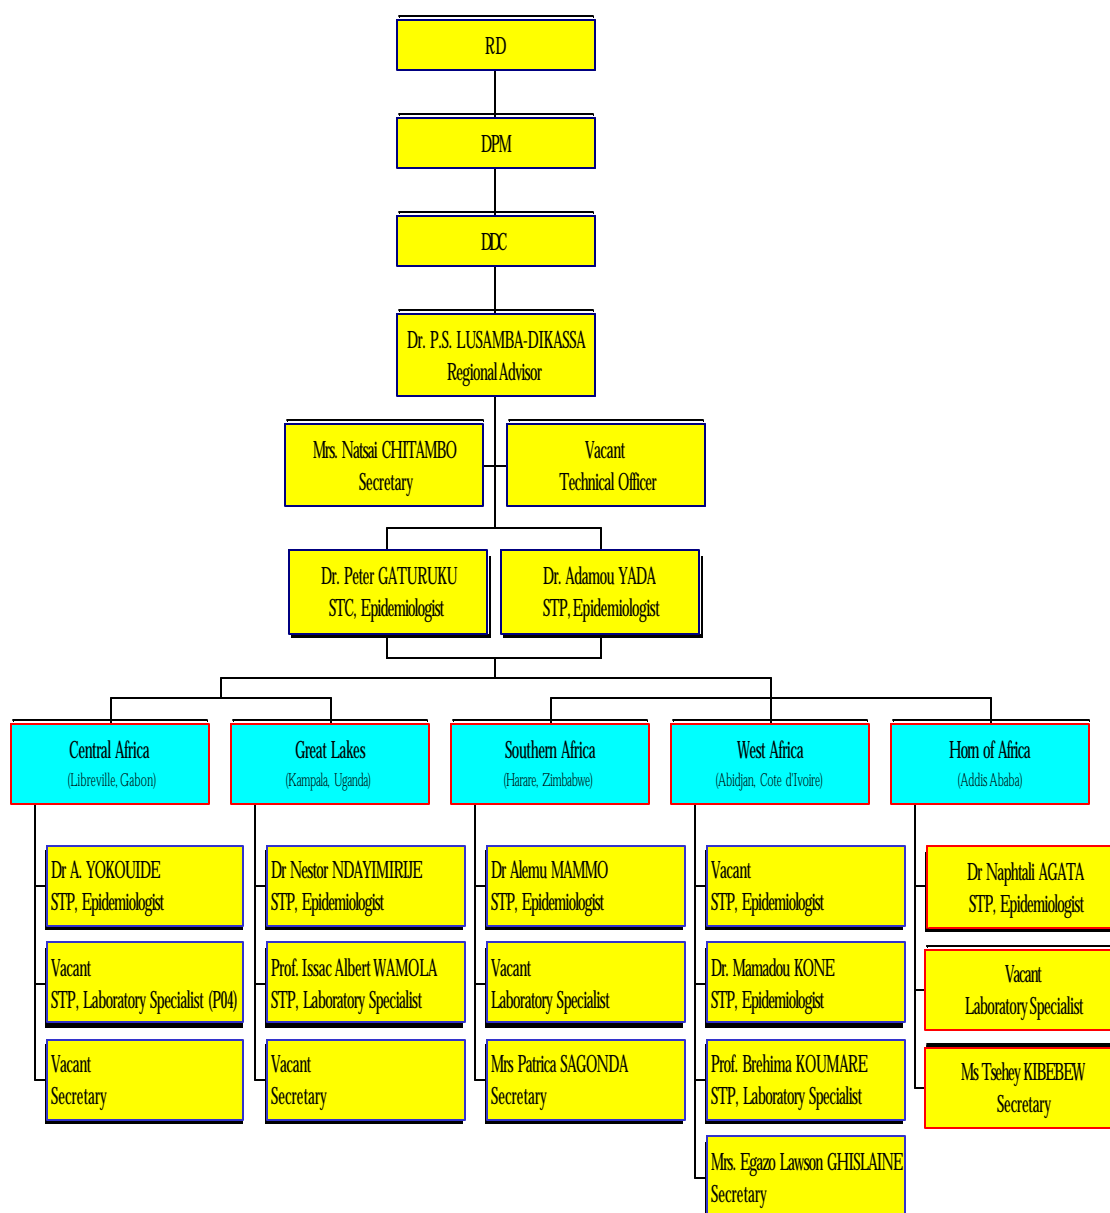 RD
DPM
DDC
Dr. P.S. LUSAMBA-DIKASSA
Regional Advisor
Mrs. Natsai CHITAMBO
Secretary
Vacant
Technical Officer
Dr. Peter GATURUKU
STC, Epidemiologist
Dr. Adamou YADA
STP, Epidemiologist
Central Africa
(Libreville, Gabon)
Great Lakes
(Kampala, Uganda)
Southern Africa
(Harare, Zimbabwe)
West Africa
(Abidjan, Cote d'Ivoire)
Horn of Africa
(Addis Ababa)
Dr A. YOKOUIDE
STP, Epidemiologist
Vacant
STP, Laboratory Specialist (P04)
Vacant
Secretary
Dr Nestor NDAYIMIRIJE
STP, Epidemiologist
Prof. Issac Albert WAMOLA
STP, Laboratory Specialist
Vacant
Secretary
Dr Alemu MAMMO
STP, Epidemiologist
Vacant
Laboratory Specialist
Mrs Patrica SAGONDA
Secretary
Vacant
STP, Epidemiologist
Dr. Mamadou KONE
STP, Epidemiologist
Prof. Brehima KOUMARE
STP, Laboratory Specialist
Mrs. Egazo Lawson GHISLAINE
Secretary
Dr Naphtali AGATA
STP, Epidemiologist
Vacant
Laboratory Specialist
Ms Tsehey KIBEBEW
Secretary